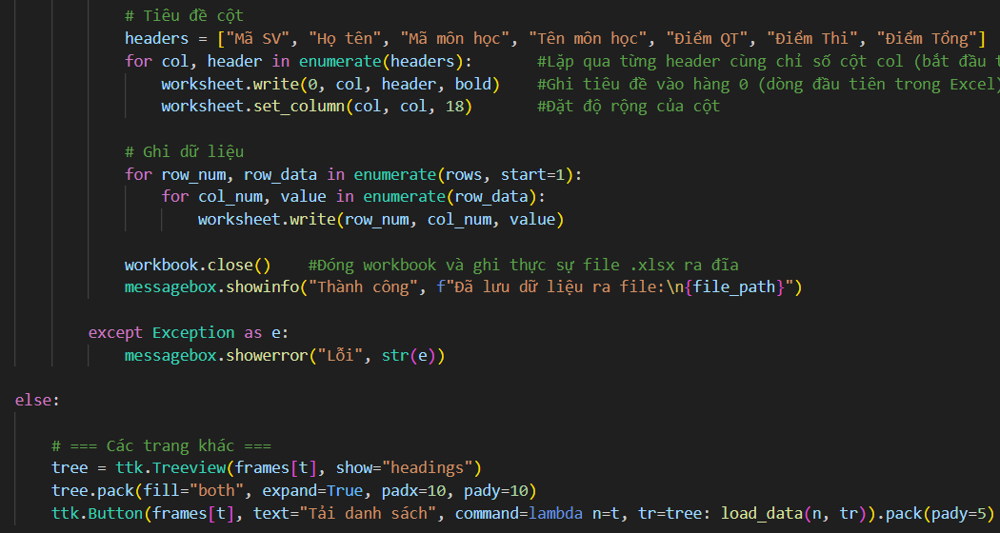 # Tiêu đề cột
headers = ["Mã SV", "Họ tên", "Mã môn học", "Tên môn học", "Điểm QT", "Điểm Thi", "Điểm Tổng"]
for col, header in enumerate(headers):       #Lặp qua từng header cùng chỉ số cột col (bắt đầu
    worksheet.write(0, col, header, bold)    #Ghi tiêu đề vào hàng 0 (dòng đầu tiên trong Excel)
    worksheet.set_column(col, col, 18)       #Đặt độ rộng của cột
# Ghi dữ liệu
for row_num, row_data in enumerate(rows, start=1):
    for col_num, value in enumerate(row_data):
        worksheet.write(row_num, col_num, value)
workbook.close()    #Đóng workbook và ghi thực sự file .xlsx ra đĩa
messagebox.showinfo("Thành công", f"Đã lưu dữ liệu ra file:\n{file_path}")
except Exception as e:
    messagebox.showerror("Lỗi", str(e))
else:
    # === Các trang khác ===
    tree = ttk.Treeview(frames[t], show="headings")
    tree.pack(fill="both", expand=True, padx=10, pady=10)
    ttk.Button(frames[t], text="Tải danh sách", command=lambda n=t, tr=tree: load_data(n, tr)).pack(pady=5)